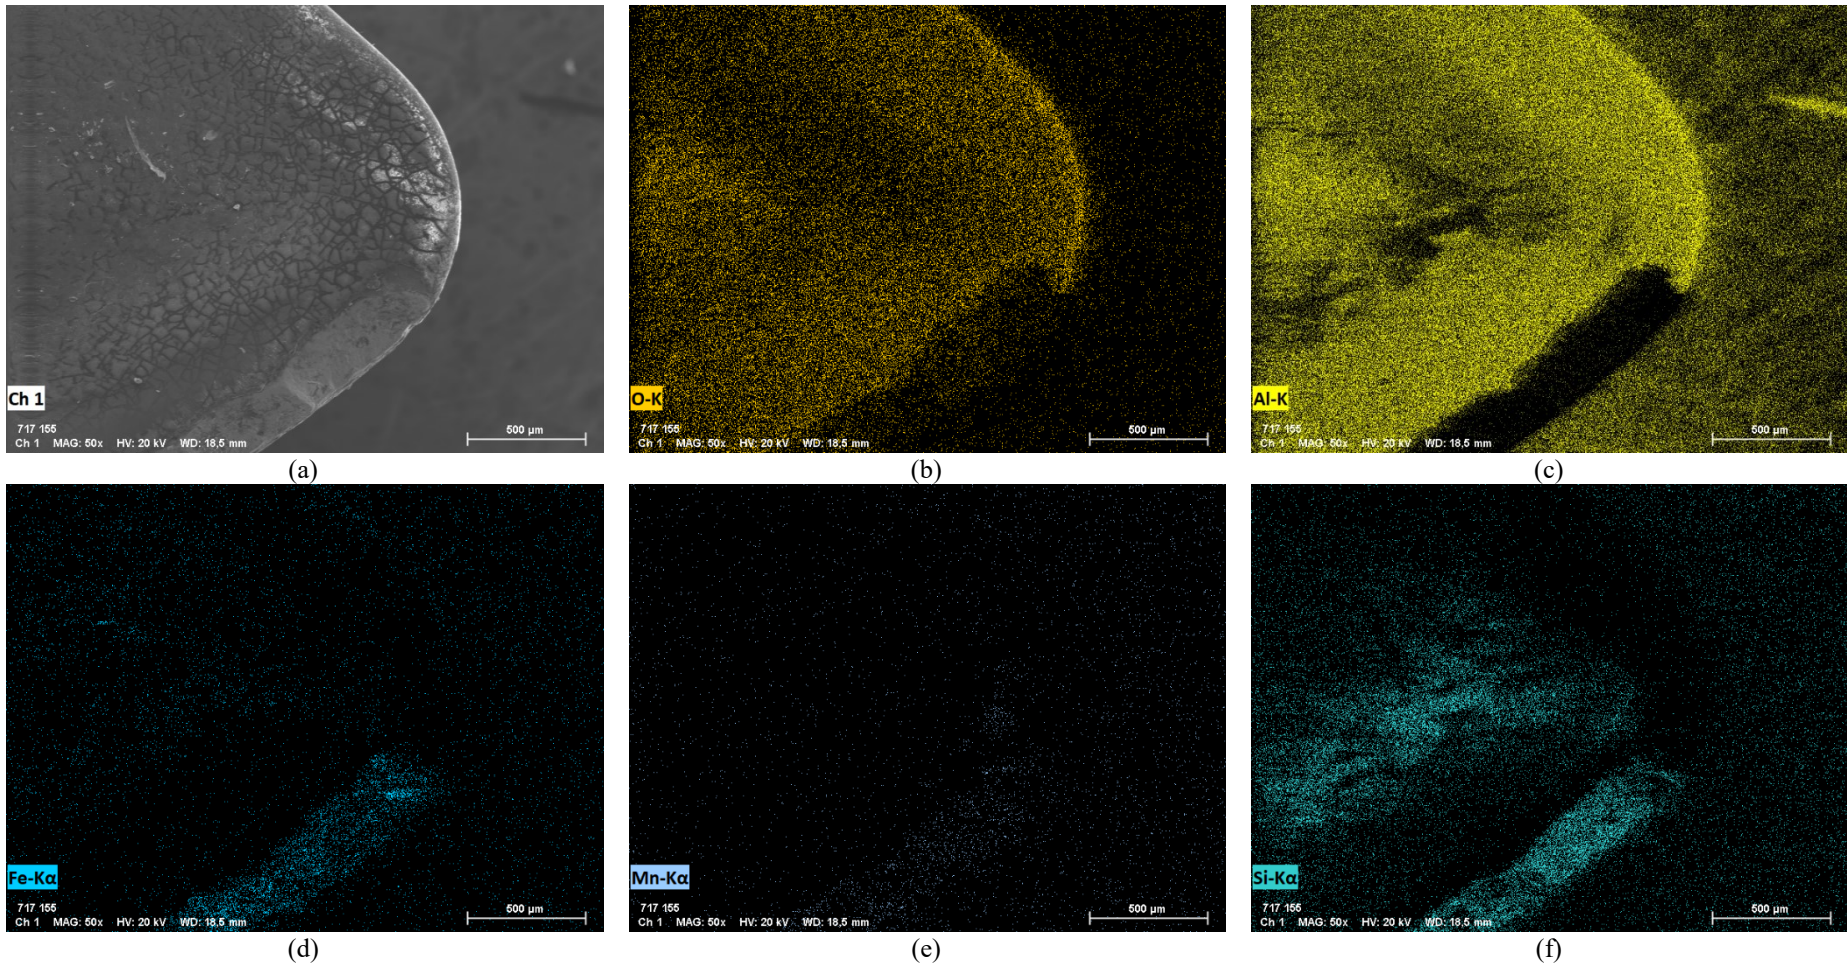 Ch 1
717 155
Ch 1 MAG: 50x HV: 20 kV WD: 18,5 mm
500 µm
(a)
O-K
717 155
Ch 1 MAG: 50x HV: 20 kV WD: 18,5 mm
500 µm
(b)
Al-K
717 155
Ch 1 MAG: 50x HV: 20 kV WD: 18,5 mm
500 µm
(c)
Fe-Kα
717 155
Ch 1 MAG: 50x HV: 20 kV WD: 18,5 mm
500 µm
(d)
Mn-Kα
717 155
Ch 1 MAG: 50x HV: 20 kV WD: 18,5 mm
500 µm
(e)
Si-Kα
717 155
Ch 1 MAG: 50x HV: 20 kV WD: 18,5 mm
500 µm
(f)